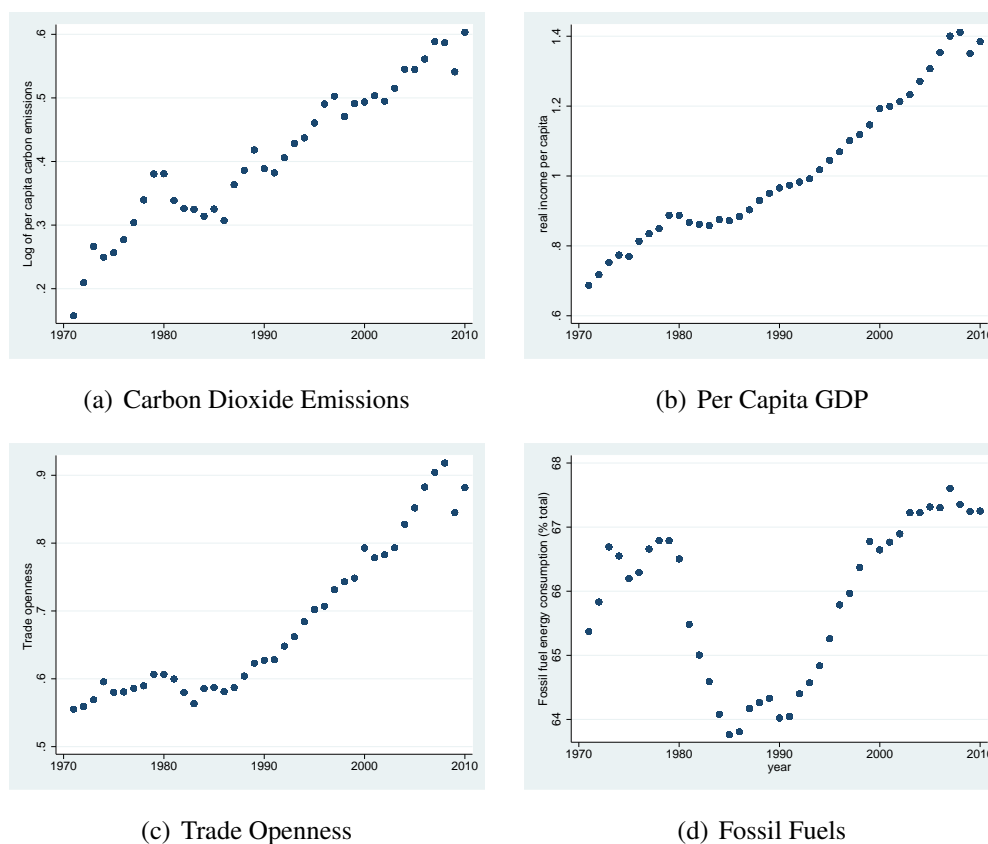 Log of per capita carbon emissions
.2 .3 .4 .5 .6
1970 1980 1990 2000 2010
(a) Carbon Dioxide Emissions
real income per capita
.6 .8 1 1.2 1.4
1970 1980 1990 2000 2010
(b) Per Capita GDP
Trade openness
.5 .6 .7 .8 .9
1970 1980 1990 2000 2010
(c) Trade Openness
Fossil fuel energy consumption (% total)
64 65 66 67 68
1970 1980 1990 2000 2010
year
(d) Fossil Fuels